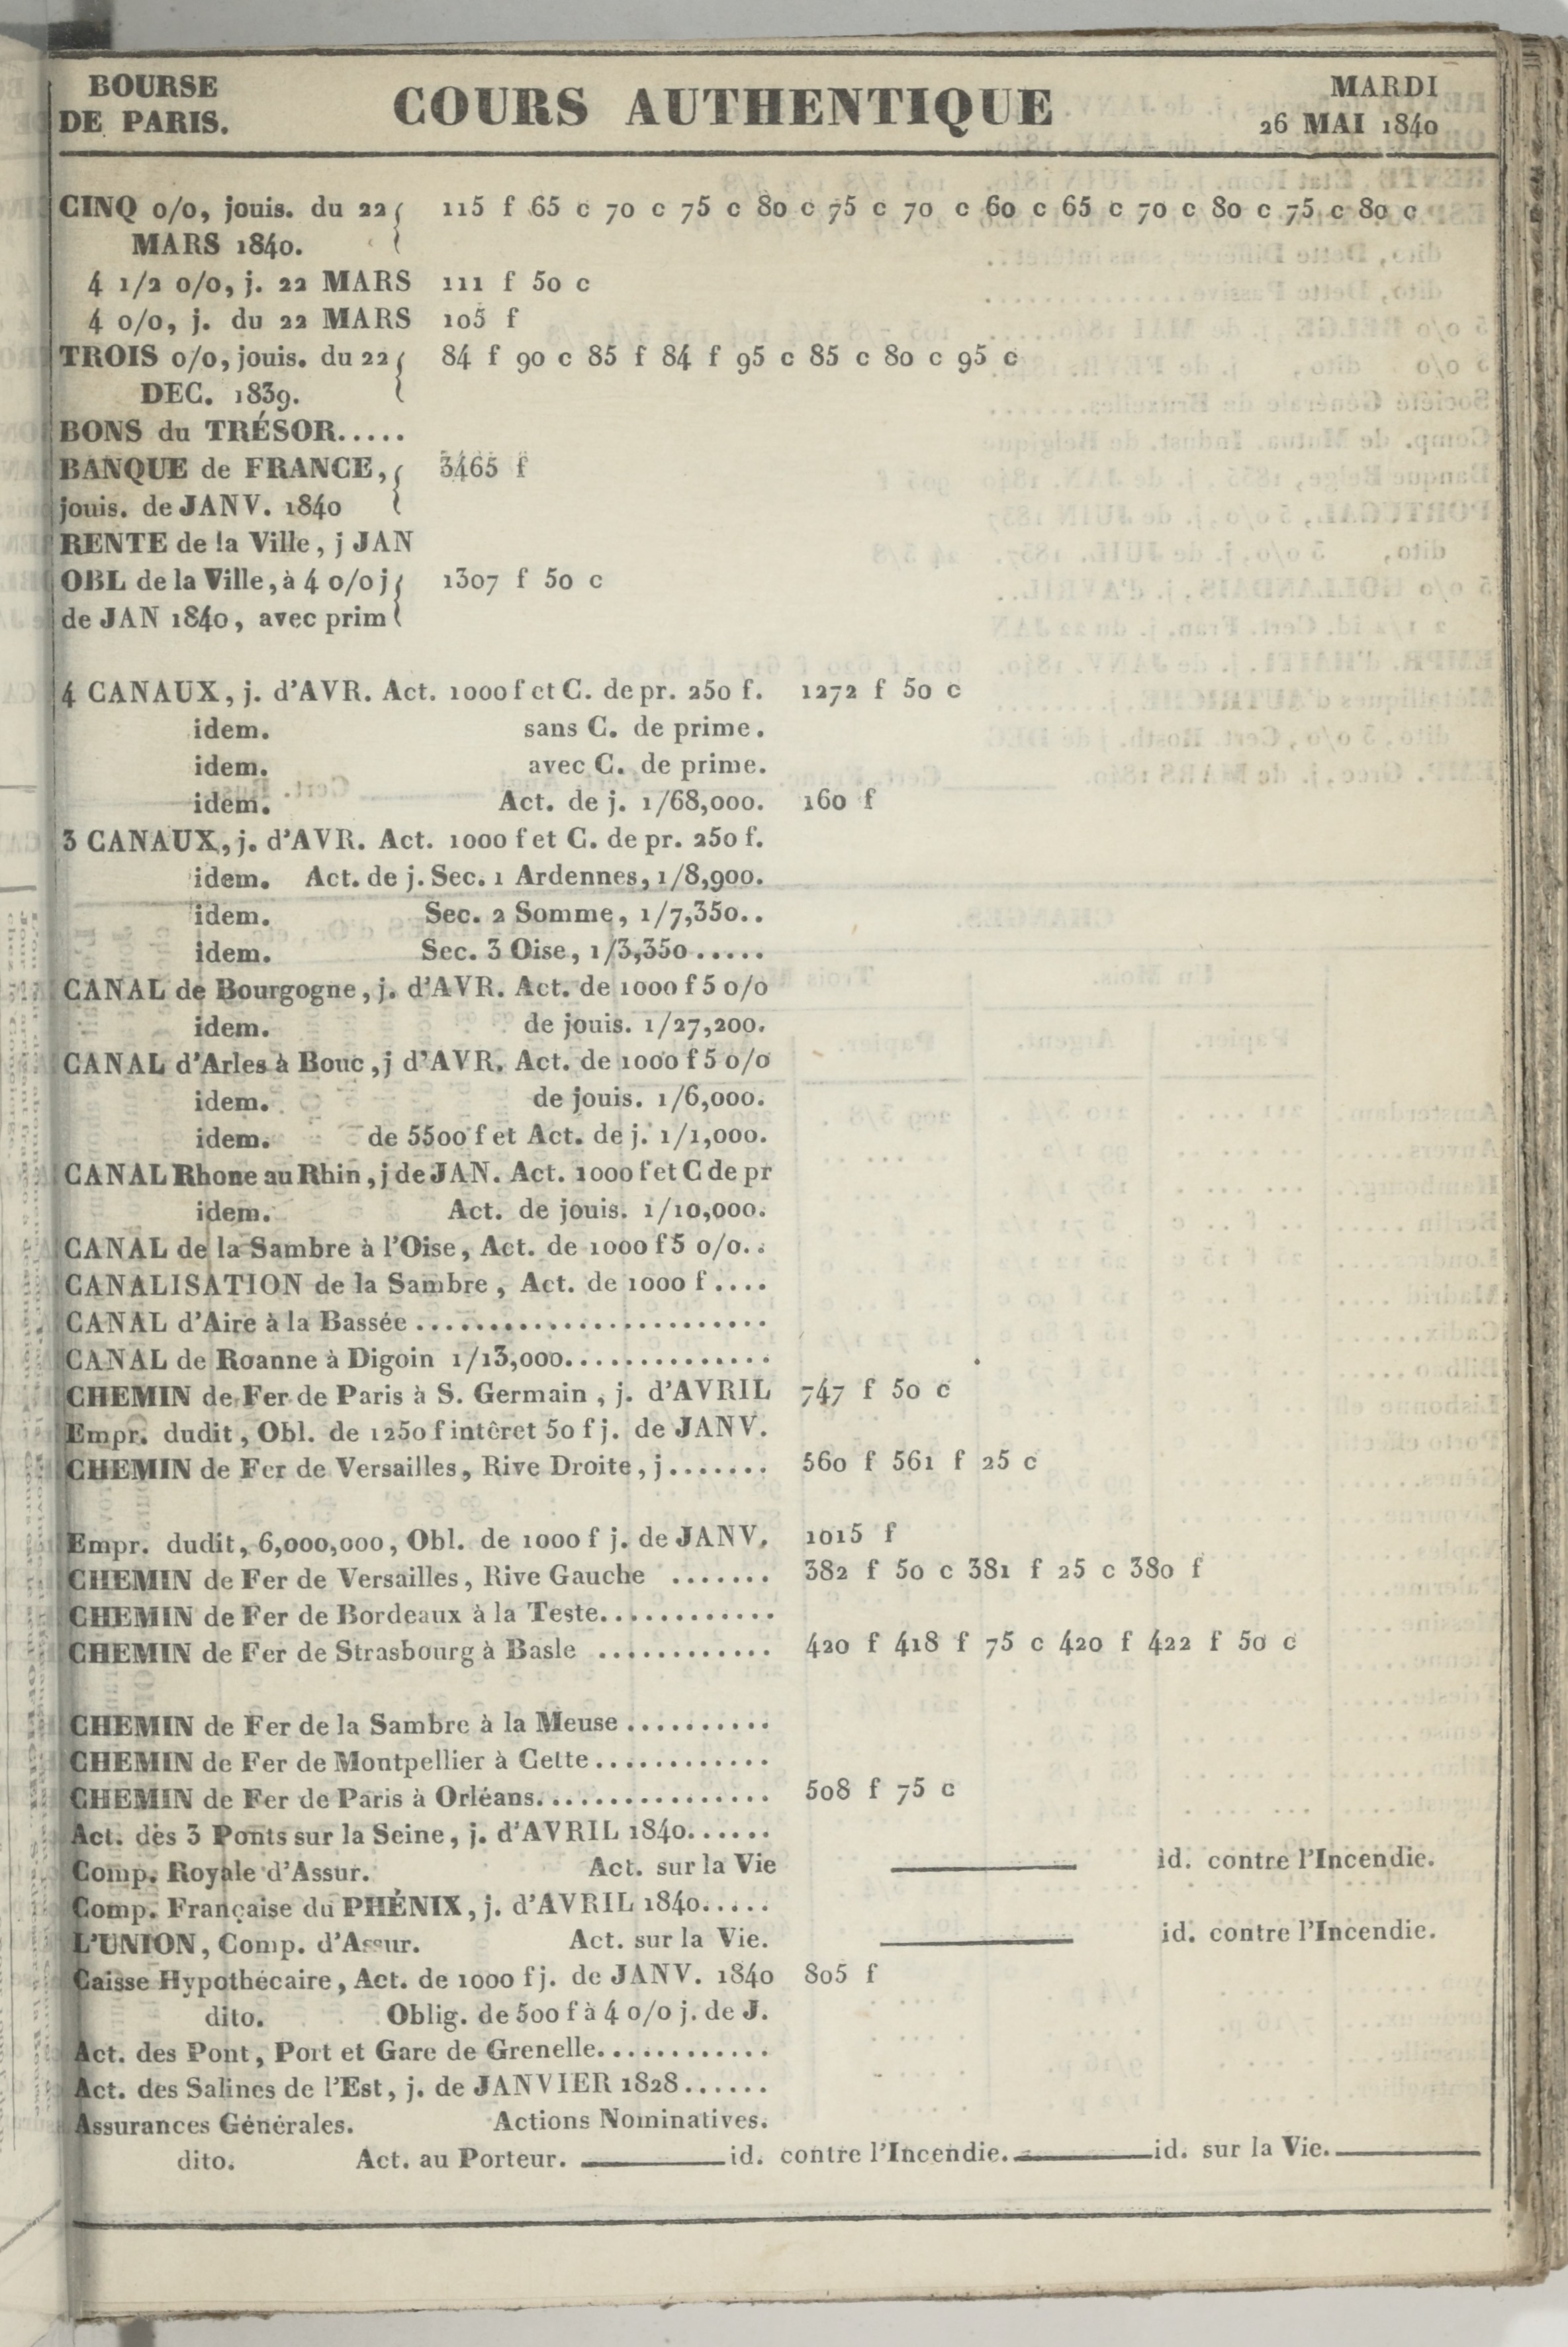 BOURSE DE PARIS.
COURS AUTHENTIQUE
MARDI 26 MAI 1840
CINQ 0/0, jouis. du 22 115 f 65 c 70 c 75 c 80 c 75 c 70 c 60 c 65 c 70 c 80 c 75 c 80 c
MARS 1840.
4 1/2 0/0, j. 22 MARS 111 f 50 c
4 0/0, j. du 22 MARS 105 f
TROIS 0/0, jouis. du 22 84 f 90 c 85 f 84 f 95 c 85 c 80 c 95 c
DEC. 1839.
BONS du TRÉSOR.....
BANQUE de FRANCE, 3465 f
jouis. de JANV. 1840
RENTE de la Ville, j JAN
OBL de la Ville, à 4 0/0 j 1307 f 50 c
de JAN 1840, avec prim
4 CANAUX, j. d'AVR. Act. 1000 f et C. de pr. 250 f. 1272 f 50 c
idem. sans C. de prime.
idem. avec C. de prime.
idem. Act. de j. 1/68,000. 160 f
3 CANAUX, j. d'AVR. Act. 1000 f et C. de pr. 250 f.
idem. Act. de j. Sec. 1 Ardennes, 1/8,900.
idem. Sec. 2 Somme, 1/7,350..
idem. Sec. 3 Oise, 1/3,350.....
CANAL de Bourgogne, j. d'AVR. Act. de 1000 f 5 0/0
idem. de jouis. 1/27,200.
CANAL d'Arles à Bouc, j d'AVR. Act. de 1000 f 5 0/0
idem. de jouis. 1/6,000.
idem. de 5500 f et Act. de j. 1/1,000.
CANAL Rhone au Rhin, j de JAN. Act. 1000 f et C de pr
idem. Act. de jouis. 1/10,000.
CANAL de la Sambre à l'Oise, Act. de 1000 f 5 0/0..
CANALISATION de la Sambre, Act. de 1000 f....
CANAL d'Aire à la Bassée........................
CANAL de Roanne à Digoin 1/13,000..............
CHEMIN de Fer de Paris à S. Germain, j. d'AVRIL 747 f 50 c
Empr. dudit, Obl. de 1250 f intêret 50 f j. de JANV.
CHEMIN de Fer de Versailles, Rive Droite, j....... 560 f 561 f 25 c
Empr. dudit, 6,000,000, Obl. de 1000 f j. de JANV. 1015 f
CHEMIN de Fer de Versailles, Rive Gauche ....... 382 f 50 c 381 f 25 c 380 f
CHEMIN de Fer de Bordeaux à la Teste............
CHEMIN de Fer de Strasbourg à Basle ............ 420 f 418 f 75 c 420 f 422 f 50 c
CHEMIN de Fer de la Sambre à la Meuse ..........
CHEMIN de Fer de Montpellier à Cette............
CHEMIN de Fer de Paris à Orléans................ 508 f 75 c
Act. des 3 Ponts sur la Seine, j. d'AVRIL 1840......
Comp. Royale d'Assur. Act. sur la Vie id. contre l'Incendie.
Comp. Française du PHÉNIX, j. d'AVRIL 1840.....
L'UNION, Comp. d'Assur. Act. sur la Vie. id. contre l'Incendie.
Caisse Hypothécaire, Act. de 1000 f j. de JANV. 1840 805 f
dito. Oblig. de 500 f à 4 0/0 j. de J.
Act. des Pont, Port et Gare de Grenelle............
Act. des Salines de l'Est, j. de JANVIER 1828......
Assurances Générales. Actions Nominatives.
dito. Act. au Porteur. id. contre l'Incendie. id. sur la Vie.